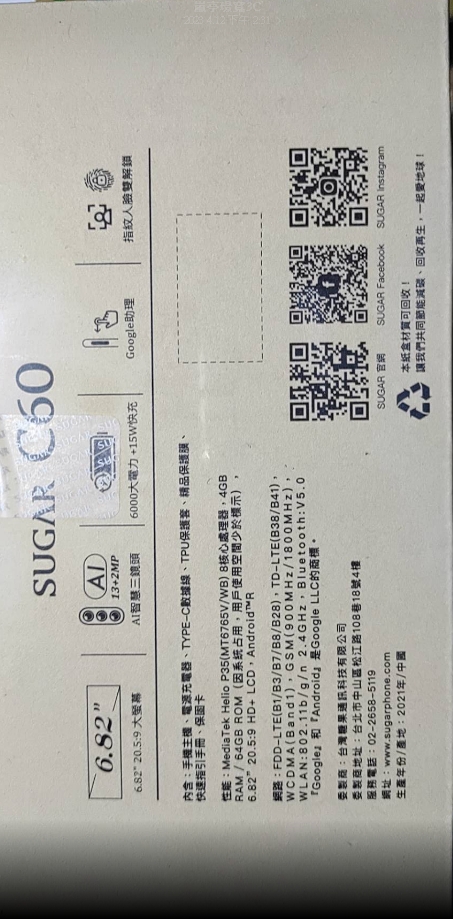 SUGAR C60
6.82”
AI
13+2MP
6.82” 20.5:9 大螢幕
AI智慧三鏡頭
6000大電力 +15W快充
Google助理
指紋人臉雙解鎖
內含：手機主機、電源充電器、TYPE-C數據線、TPU保護套、精品保護膜、
快速指引手冊、保固卡
性能：MediaTek Helio P35(MT6765V/WB) 8核心處理器，4GB
RAM / 64GB ROM（因系統占用，用戶使用空間少於標示），
6.82” 20.5:9 HD+ LCD，Android™R
網路：FDD-LTE(B1/B3/B7/B8/B28)，TD-LTE(B38/B41)，
WCDMA(Band1)，GSM(900MHz/1800MHz)，
WLAN:802.11b/g/n 2.4GHz，Bluetooth:V5.0
『Google』和『Android』是Google LLC的商標。
委製商：台灣糖果通訊科技有限公司
委製商地址：台北市中山區松江路108巷18號4樓
服務電話：02-2658-5119
網址：www.sugarphone.com
生產年份/產地：2021年/中國
SUGAR 官網
SUGAR Facebook
SUGAR Instagram
本紙盒材質可回收！
讓我們共同節能減碳、回收再生，一起愛地球！